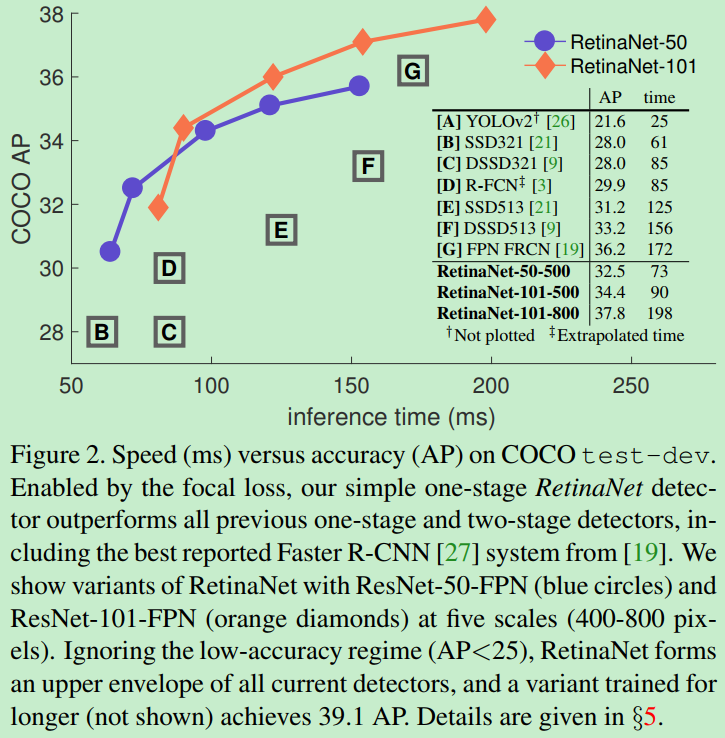 38
36
34
32
30
28
COCO AP
50
100
150
200
250
inference time (ms)
B
C
D
E
F
G
RetinaNet-50
RetinaNet-101
AP time
[A] YOLOv2† [26] 21.6 25
[B] SSD321 [21] 28.0 61
[C] DSSD321 [9] 28.0 85
[D] R-FCN‡ [3] 29.9 85
[E] SSD513 [21] 31.2 125
[F] DSSD513 [9] 33.2 156
[G] FPN FRCN [19] 36.2 172
RetinaNet-50-500 32.5 73
RetinaNet-101-500 34.4 90
RetinaNet-101-800 37.8 198
†Not plotted ‡Extrapolated time
Figure 2. Speed (ms) versus accuracy (AP) on COCO test-dev.
Enabled by the focal loss, our simple one-stage RetinaNet detec-
tor outperforms all previous one-stage and two-stage detectors, in-
cluding the best reported Faster R-CNN [27] system from [19]. We
show variants of RetinaNet with ResNet-50-FPN (blue circles) and
ResNet-101-FPN (orange diamonds) at five scales (400-800 pix-
els). Ignoring the low-accuracy regime (AP<25), RetinaNet forms
an upper envelope of all current detectors, and a variant trained for
longer (not shown) achieves 39.1 AP. Details are given in §5.